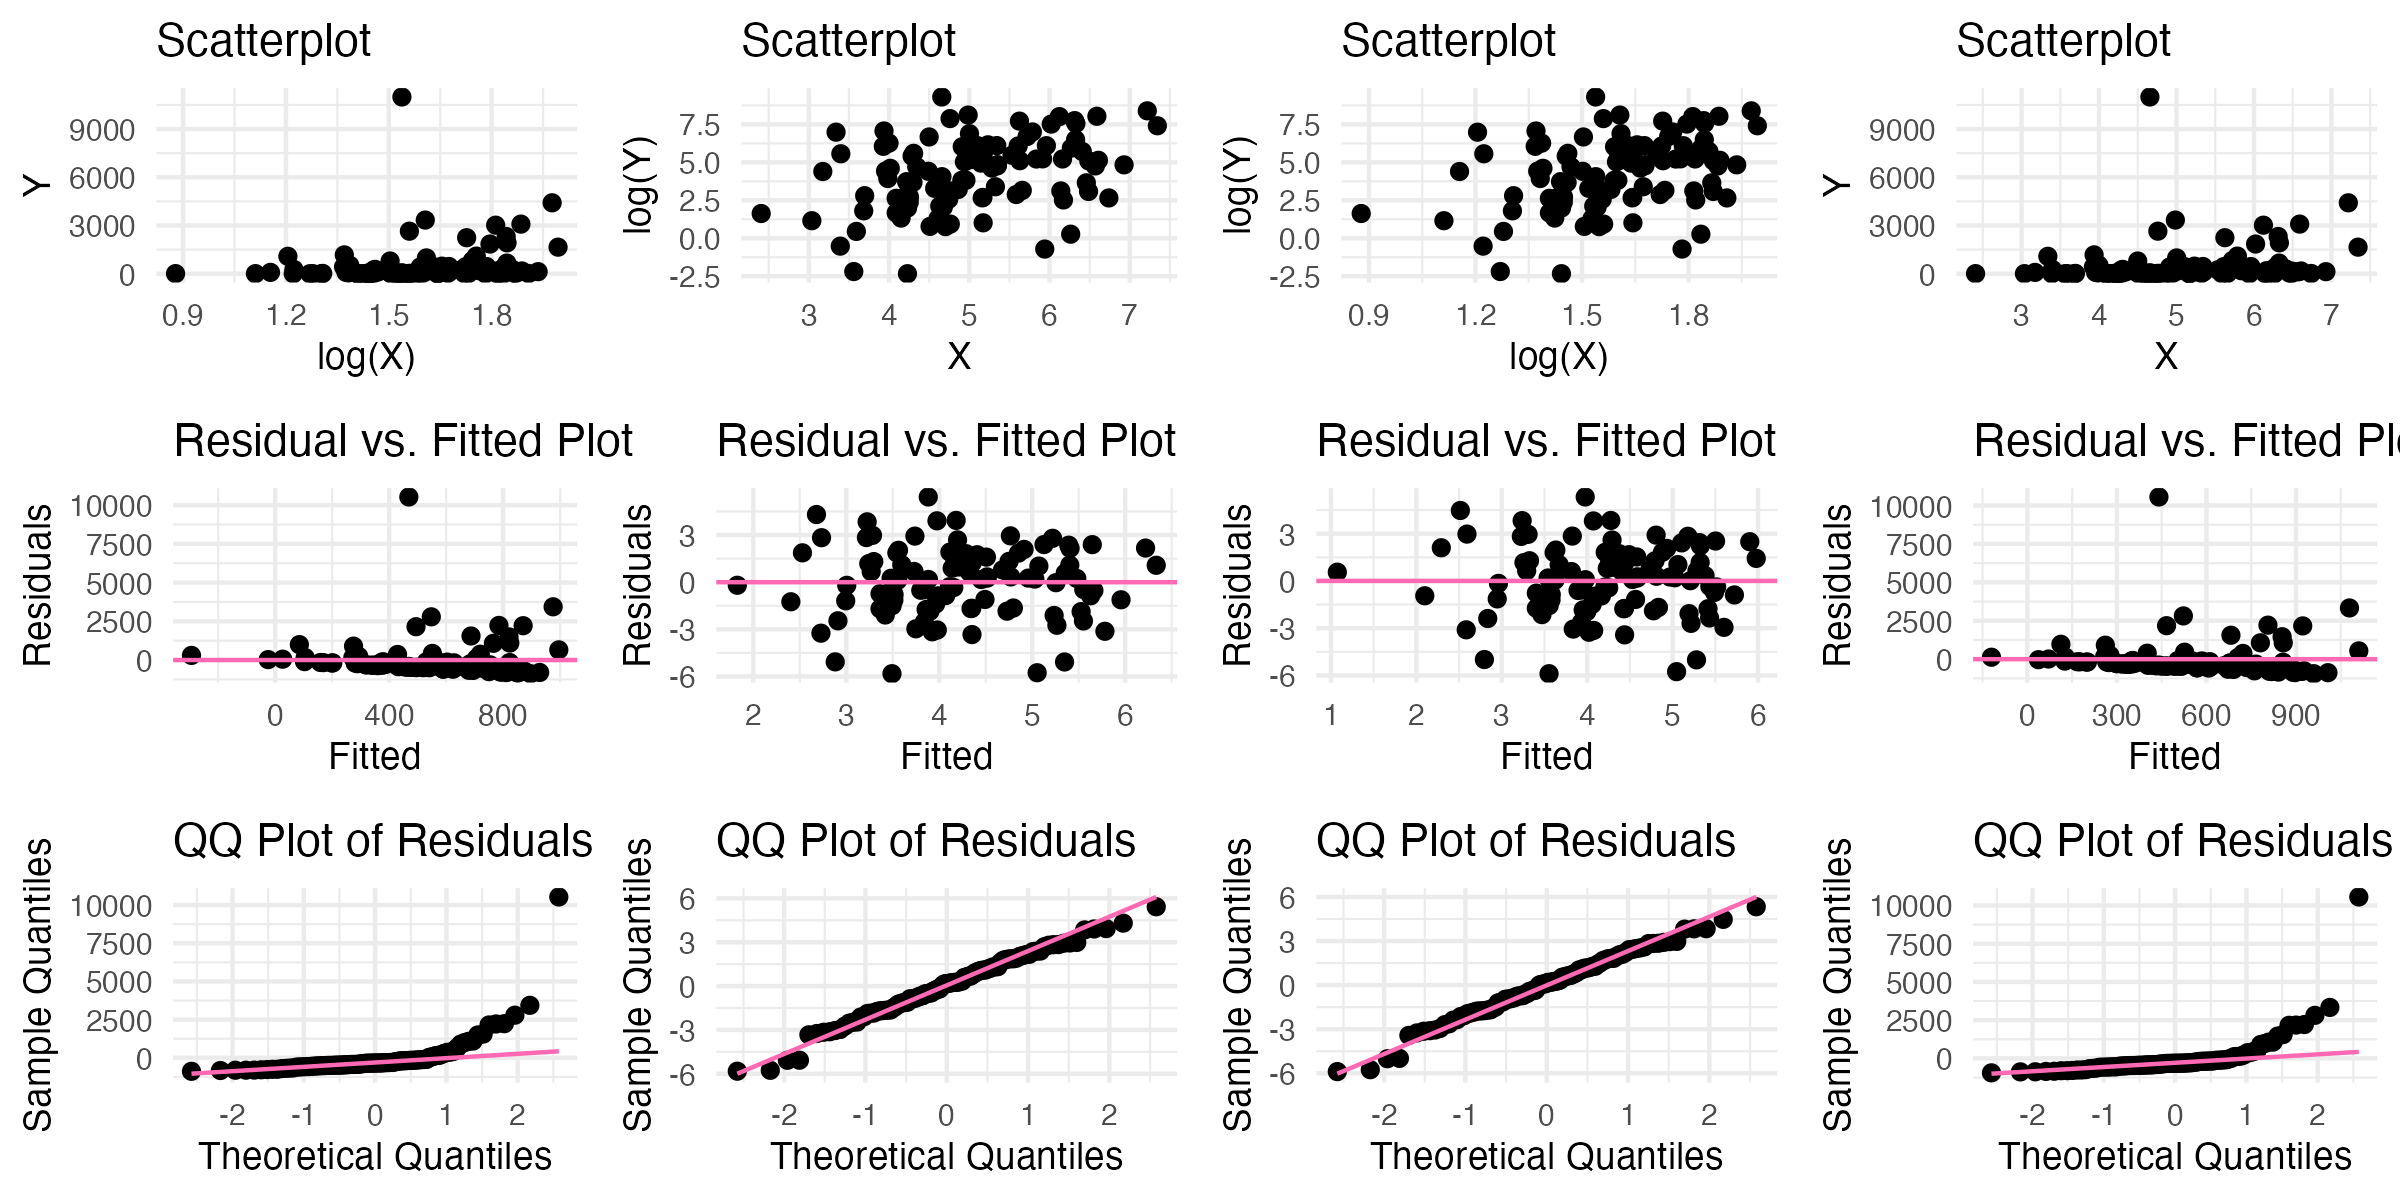 Scatterplot Scatterplot Scatterplot Scatterplot
Y
9000
6000
3000
0
0.9 1.2 1.5 1.8
log(X)
log(Y)
7.5
5.0
2.5
0.0
-2.5
3 4 5 6 7
X
log(Y)
7.5
5.0
2.5
0.0
-2.5
0.9 1.2 1.5 1.8
log(X)
Y
9000
6000
3000
0
3 4 5 6 7
X
Residual vs. Fitted Plot Residual vs. Fitted Plot Residual vs. Fitted Plot Residual vs. Fitted Pl
Residuals
10000
7500
5000
2500
0
0 400 800
Fitted
Residuals
3
0
-3
-6
2 3 4 5 6
Fitted
Residuals
3
0
-3
-6
1 2 3 4 5 6
Fitted
Residuals
10000
7500
5000
2500
0
0 300 600 900
Fitted
QQ Plot of Residuals QQ Plot of Residuals QQ Plot of Residuals QQ Plot of Residuals
Sample Quantiles
10000
7500
5000
2500
0
-2 -1 0 1 2
Theoretical Quantiles
Sample Quantiles
6
3
0
-3
-6
-2 -1 0 1 2
Theoretical Quantiles
Sample Quantiles
6
3
0
-3
-6
-2 -1 0 1 2
Theoretical Quantiles
Sample Quantiles
10000
7500
5000
2500
0
-2 -1 0 1 2
Theoretical Quantiles